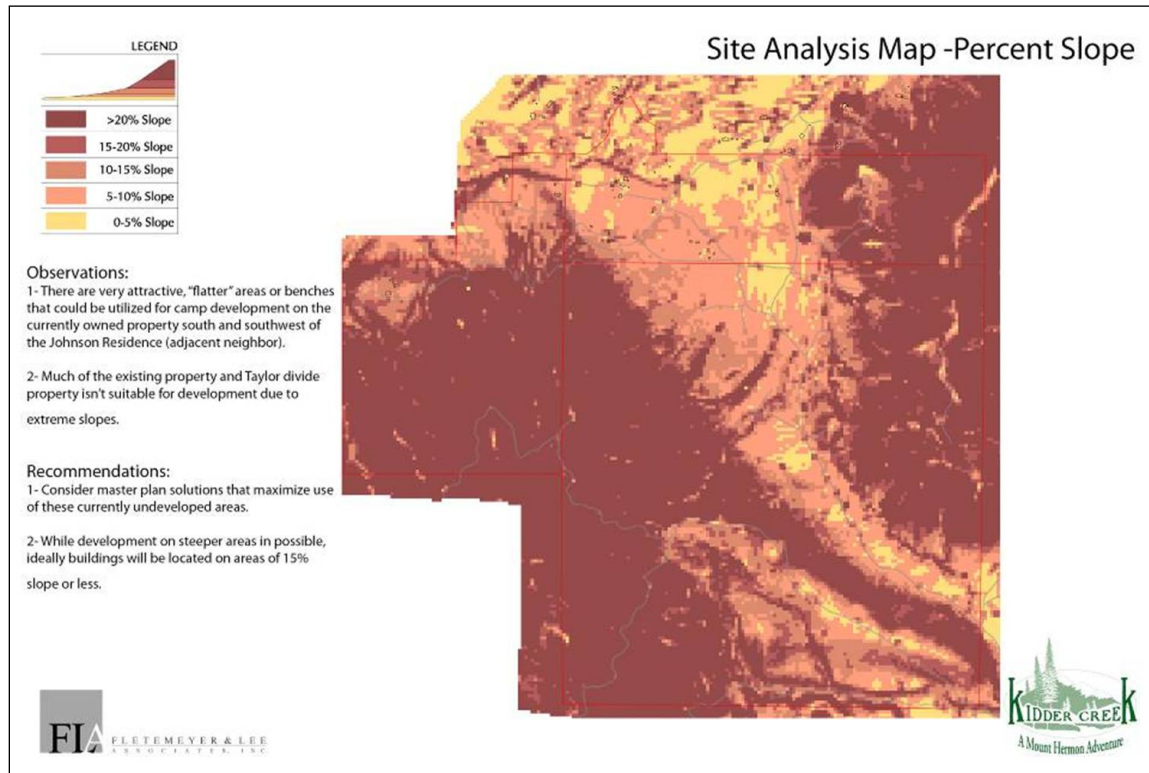 LEGEND
>20% Slope
15-20% Slope
10-15% Slope
5-10% Slope
0-5% Slope
Site Analysis Map -Percent Slope
Observations:
1- There are very attractive, "flatter" areas or benches
that could be utilized for camp development on the
currently owned property south and southwest of
the Johnson Residence (adjacent neighbor).
2- Much of the existing property and Taylor divide
property isn't suitable for development due to
extreme slopes.
Recommendations:
1- Consider master plan solutions that maximize use
of these currently undeveloped areas.
2- While development on steeper areas in possible,
ideally buildings will be located on areas of 15%
slope or less.
FLA
FLETEMEYER & LEE
ASSOCIATES, INC.
KIDDER CREEK
A Mount Hermon Adventure